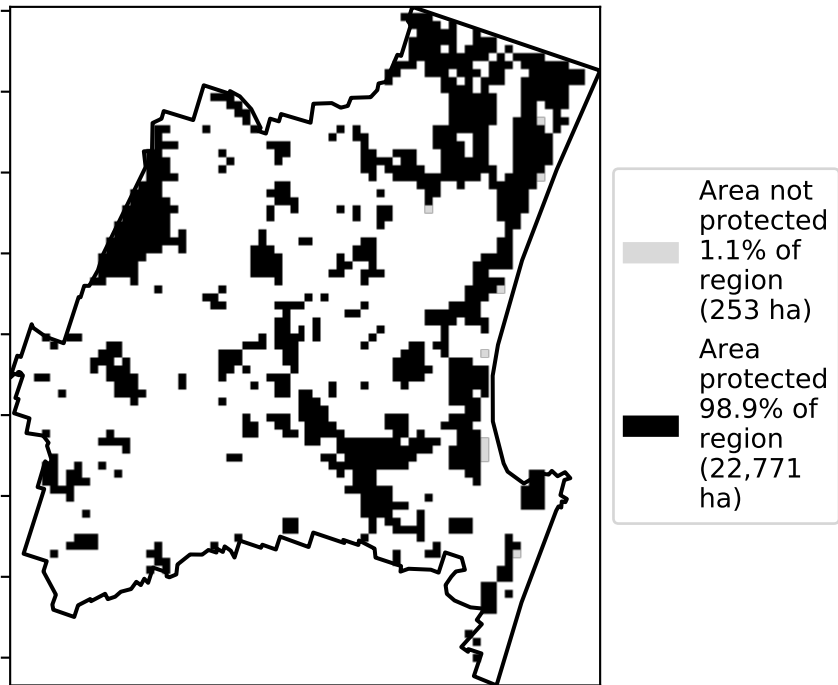 Area not
protected
1.1% of
region
(253 ha)
Area
protected
98.9% of
region
(22,771
ha)